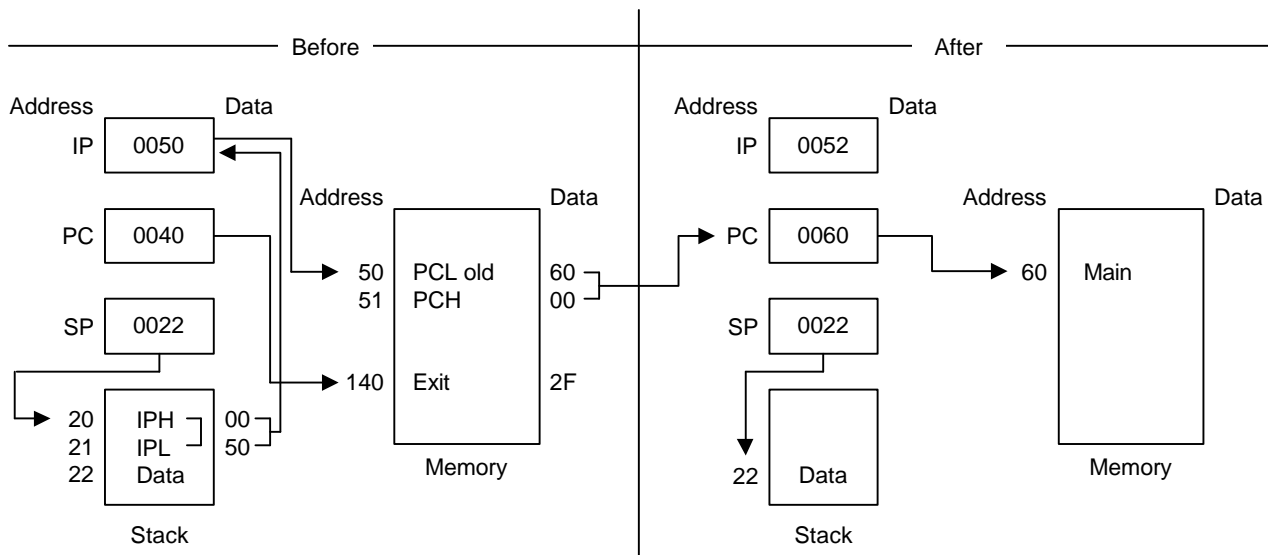 Before
Address Data
IP 0050
PC 0040
SP 0022
20 IPH 00
21 IPL 50
22 Data
Stack
Address Data
50 PCL old 60
51 PCH 00
140 Exit 2F
Memory
After
Address Data
IP 0052
PC 0060
SP 0022
22 Data
Stack
Address Data
60 Main
Memory